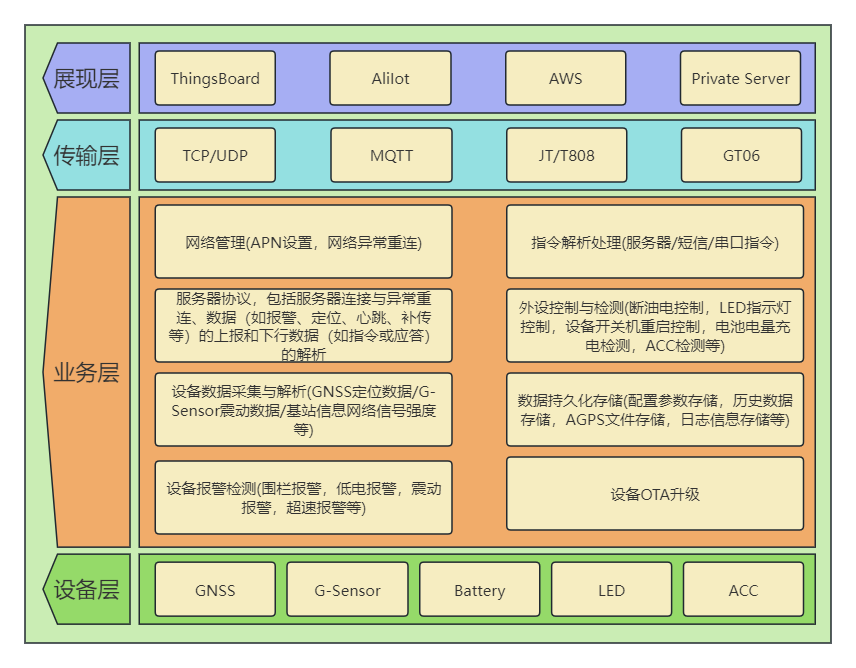 展现层
ThingsBoard
AliIot
AWS
Private Server
传输层
TCP/UDP
MQTT
JT/T808
GT06
业务层
网络管理(APN设置，网络异常重连)
指令解析处理(服务器/短信/串口指令)
服务器协议，包括服务器连接与异常重
连、数据（如报警、定位、心跳、补传
等）的上报和下行数据（如指令或应答）
的解析
外设控制与检测(断油电控制，LED指示灯
控制，设备开关机重启控制，电池电量充
电检测，ACC检测等)
设备数据采集与解析(GNSS定位数据/G-
Sensor震动数据/基站信息网络信号强度
等)
数据持久化存储(配置参数存储，历史数据
存储，AGPS文件存储，日志信息存储等)
设备报警检测(围栏报警，低电报警，震动
报警，超速报警等)
设备OTA升级
设备层
GNSS
G-Sensor
Battery
LED
ACC